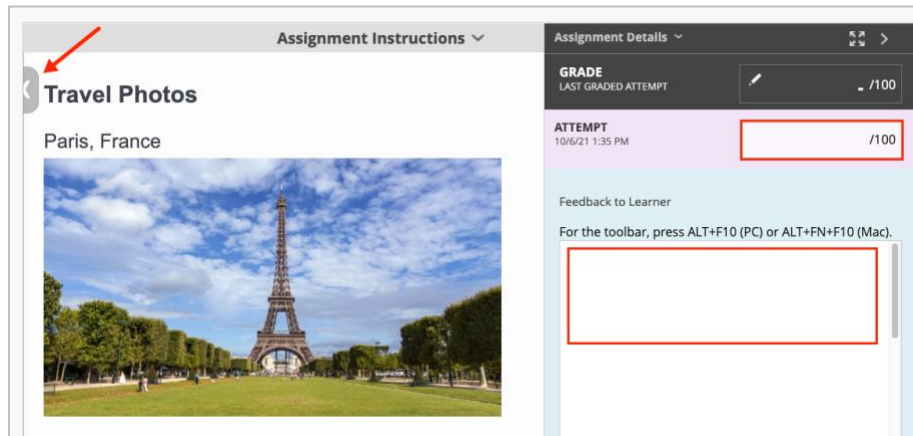 Assignment Instructions
Travel Photos
Paris, France
Assignment Details
GRADE
LAST GRADED ATTEMPT
- /100
ATTEMPT
10/6/21 1:35 PM
/100
Feedback to Learner
For the toolbar, press ALT+F10 (PC) or ALT+FN+F10 (Mac).